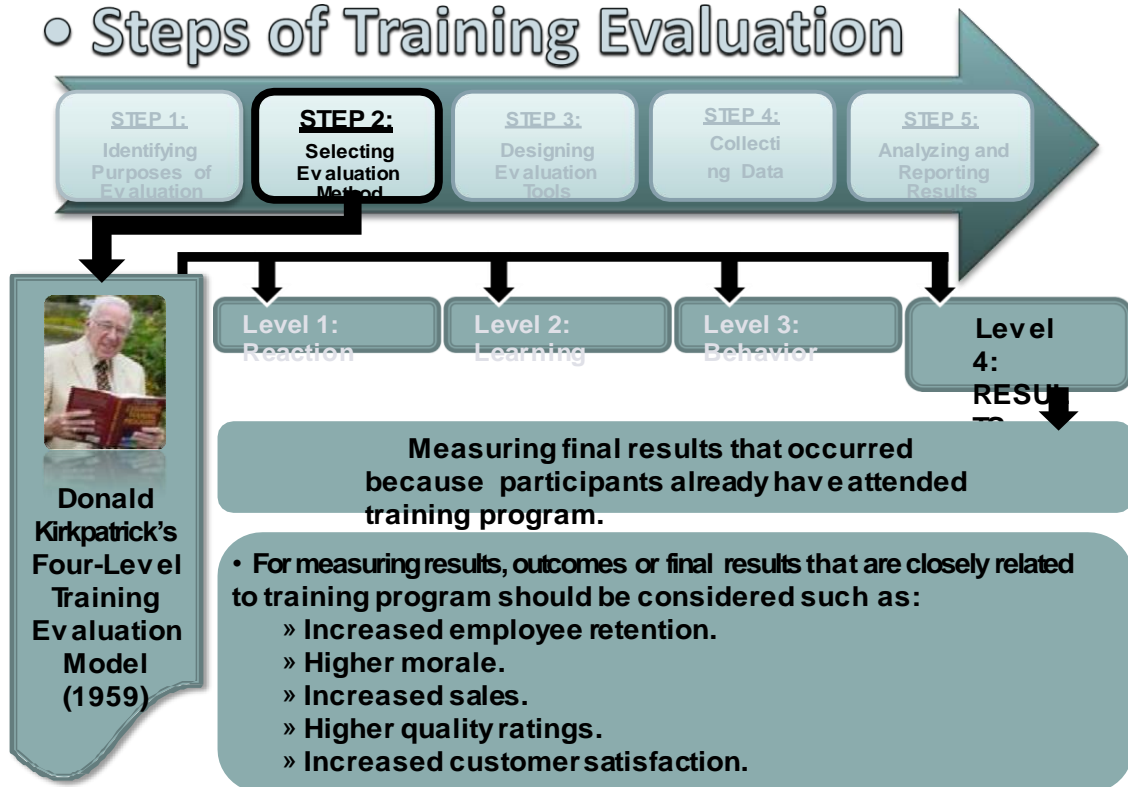 • Steps of Training Evaluation
STEP 1:
Identifying
Purposes of
Evaluation
STEP 2:
Selecting
Evaluation
Method
STEP 3:
Designing
Evaluation
Tools
STEP 4:
Collecti
ng Data
STEP 5:
Analyzing and
Reporting
Results
Donald
Kirkpatrick's
Four-Level
Training
Evaluation
Model
(1959)
Level 1:
Reaction
Level 2:
Learning
Level 3:
Behavior
Level
4:
RESUL
TS
Measuring final results that occurred
because participants already have attended
training program.
• For measuring results, outcomes or final results that are closely related
to training program should be considered such as:
» Increased employee retention.
» Higher morale.
» Increased sales.
» Higher quality ratings.
» Increased customer satisfaction.